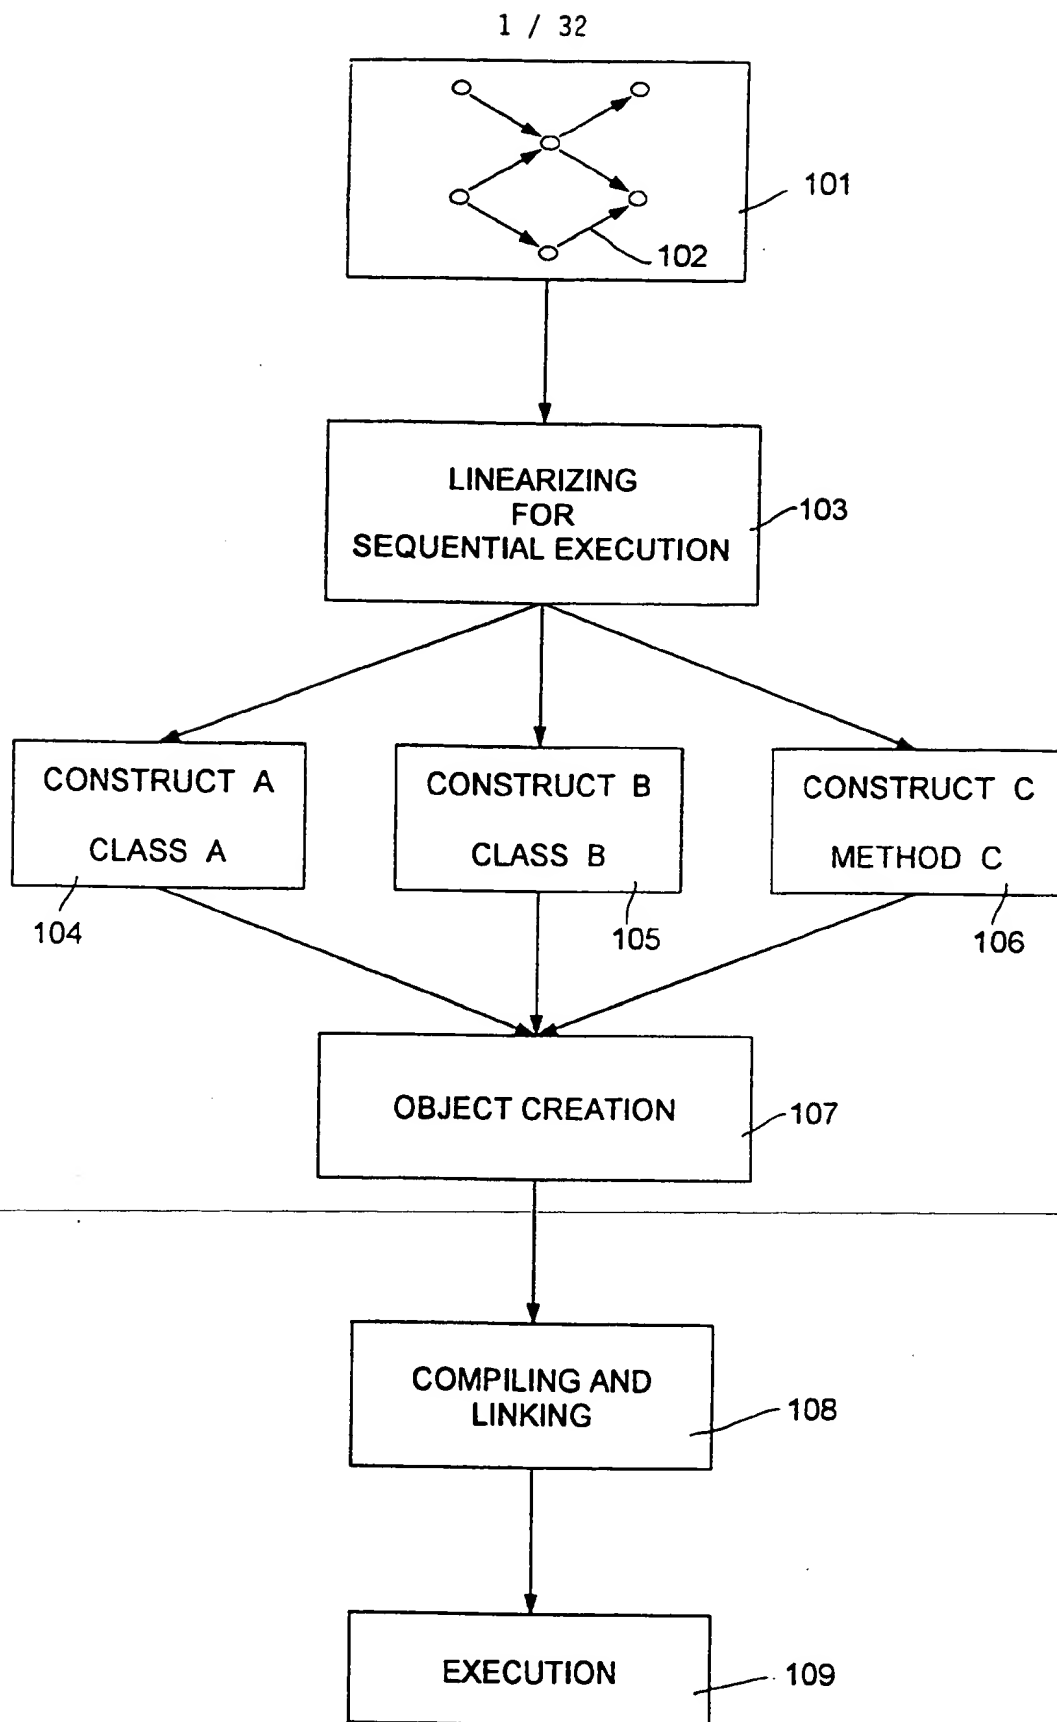 1 / 32
101
102
LINEARIZING
FOR
SEQUENTIAL EXECUTION
103
CONSTRUCT A
CLASS A
104
CONSTRUCT B
CLASS B
105
CONSTRUCT C
METHOD C
106
OBJECT CREATION
107
COMPILING AND
LINKING
108
EXECUTION
109